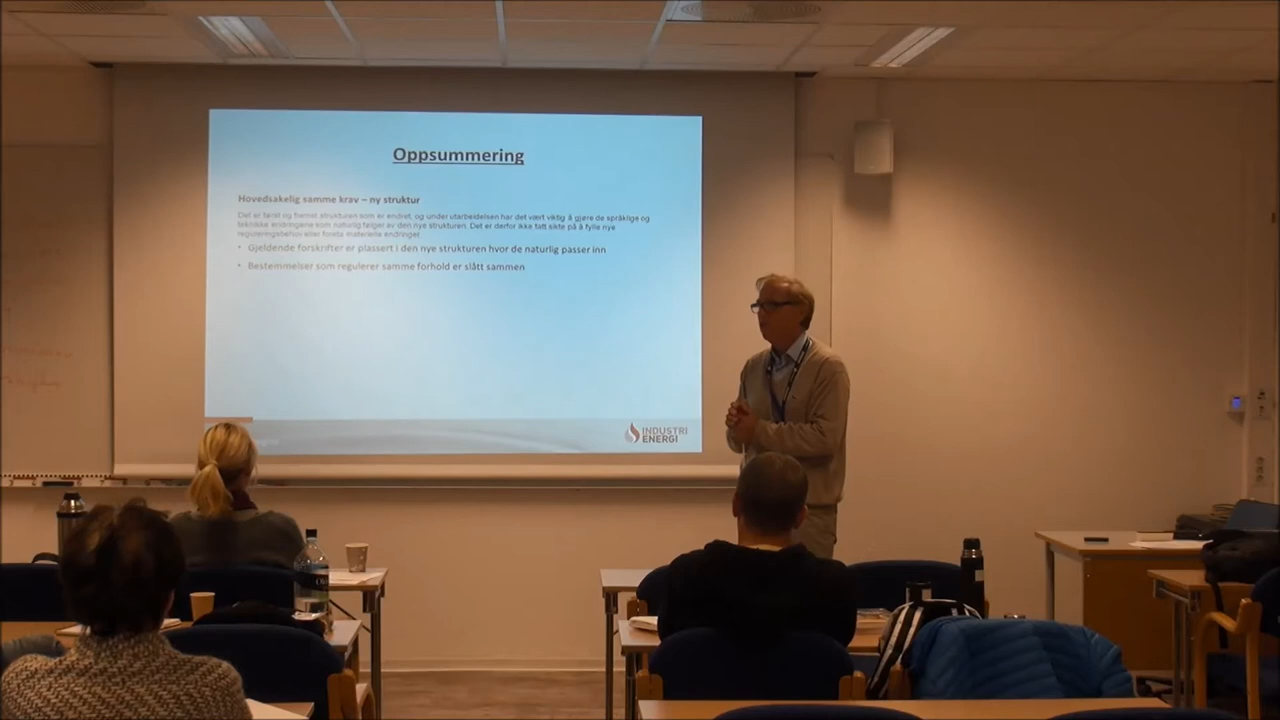 Oppsummering
Hovedsakelig samme krav – ny struktur
Det er først og fremst strukturen som er endret, og under utarbeidelsen har det vært viktig å gjøre de språklige og
tekniske endringene som naturlig følger av den nye strukturen. Det er derfor ikke tatt sikte på å fylle nye
reguleringsbehov eller foreta materielle endringer.
• Gjeldende forskrifter er plassert i den nye strukturen hvor de naturlig passer inn
• Bestemmelser som regulerer samme forhold er slått sammen
INDUSTRI
ENERGI